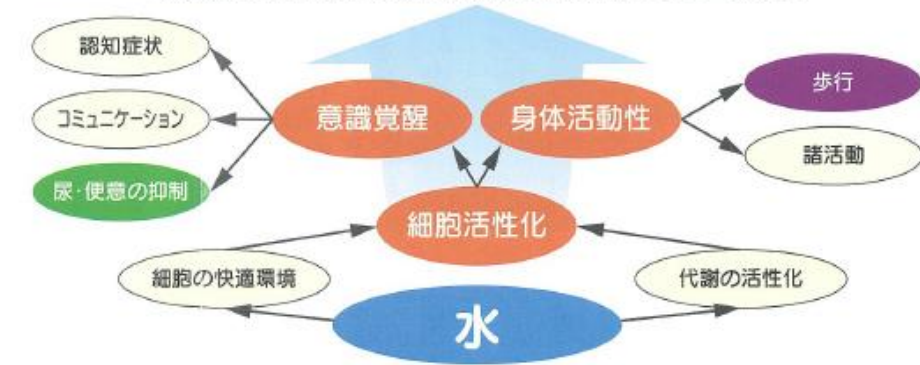 認知症状
コミュニケーション
尿・便意の抑制
意識覚醒
身体活動性
歩行
諸活動
細胞活性化
細胞の快適環境
代謝の活性化
水